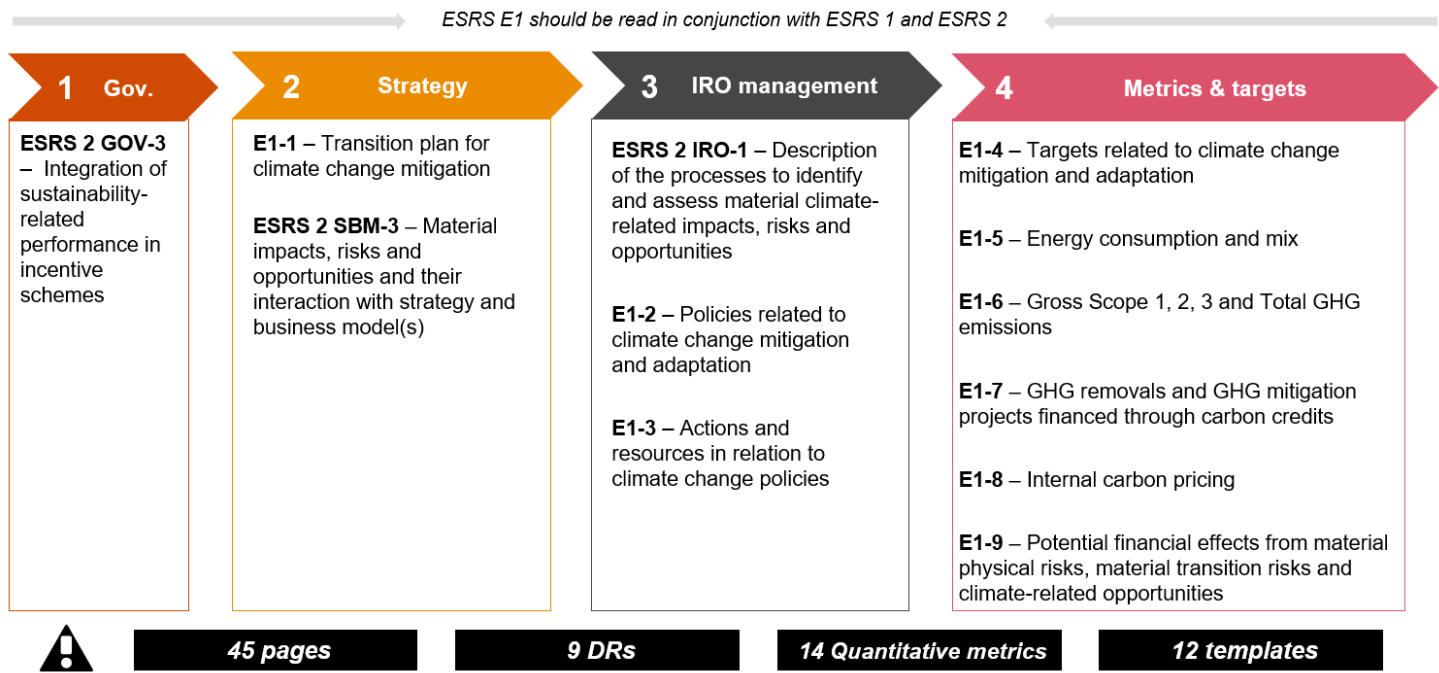 ESRS E1 should be read in conjunction with ESRS 1 and ESRS 2
1 Gov.
ESRS 2 GOV-3
– Integration of
sustainability-
related
performance in
incentive
schemes
2 Strategy
E1-1 – Transition plan for
climate change mitigation
ESRS 2 SBM-3 – Material
impacts, risks and
opportunities and their
interaction with strategy and
business model(s)
3 IRO management
ESRS 2 IRO-1 – Description
of the processes to identify
and assess material climate-
related impacts, risks and
opportunities
E1-2 – Policies related to
climate change mitigation
and adaptation
E1-3 – Actions and
resources in relation to
climate change policies
4 Metrics & targets
E1-4 – Targets related to climate change
mitigation and adaptation
E1-5 – Energy consumption and mix
E1-6 – Gross Scope 1, 2, 3 and Total GHG
emissions
E1-7 – GHG removals and GHG mitigation
projects financed through carbon credits
E1-8 – Internal carbon pricing
E1-9 – Potential financial effects from material
physical risks, material transition risks and
climate-related opportunities
45 pages
9 DRs
14 Quantitative metrics
12 templates